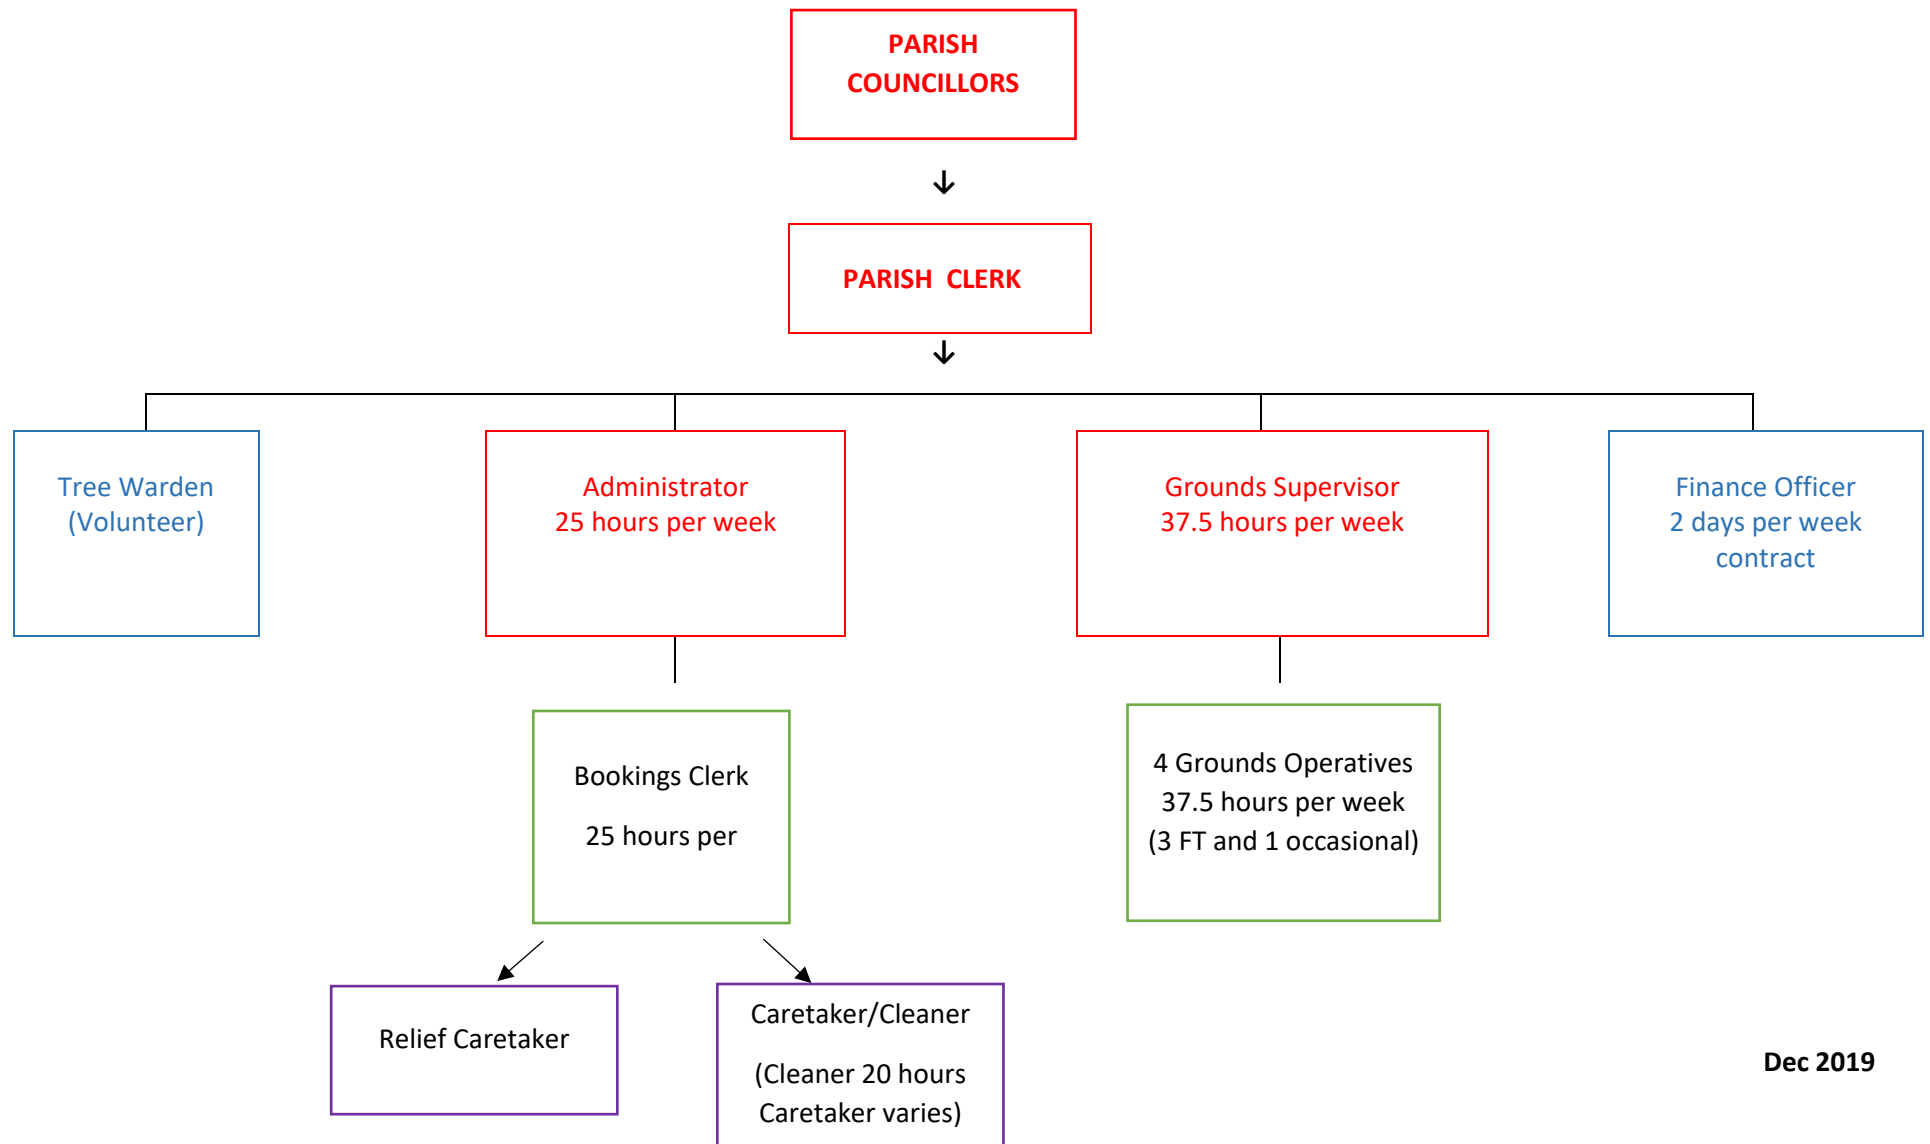 PARISH
COUNCILLORS
↓
PARISH CLERK
↓
Tree Warden
(Volunteer)
Administrator
25 hours per week
Grounds Supervisor
37.5 hours per week
Finance Officer
2 days per week
contract
Bookings Clerk
25 hours per
4 Grounds Operatives
37.5 hours per week
(3 FT and 1 occasional)
Relief Caretaker
Caretaker/Cleaner
(Cleaner 20 hours
Caretaker varies)
Dec 2019